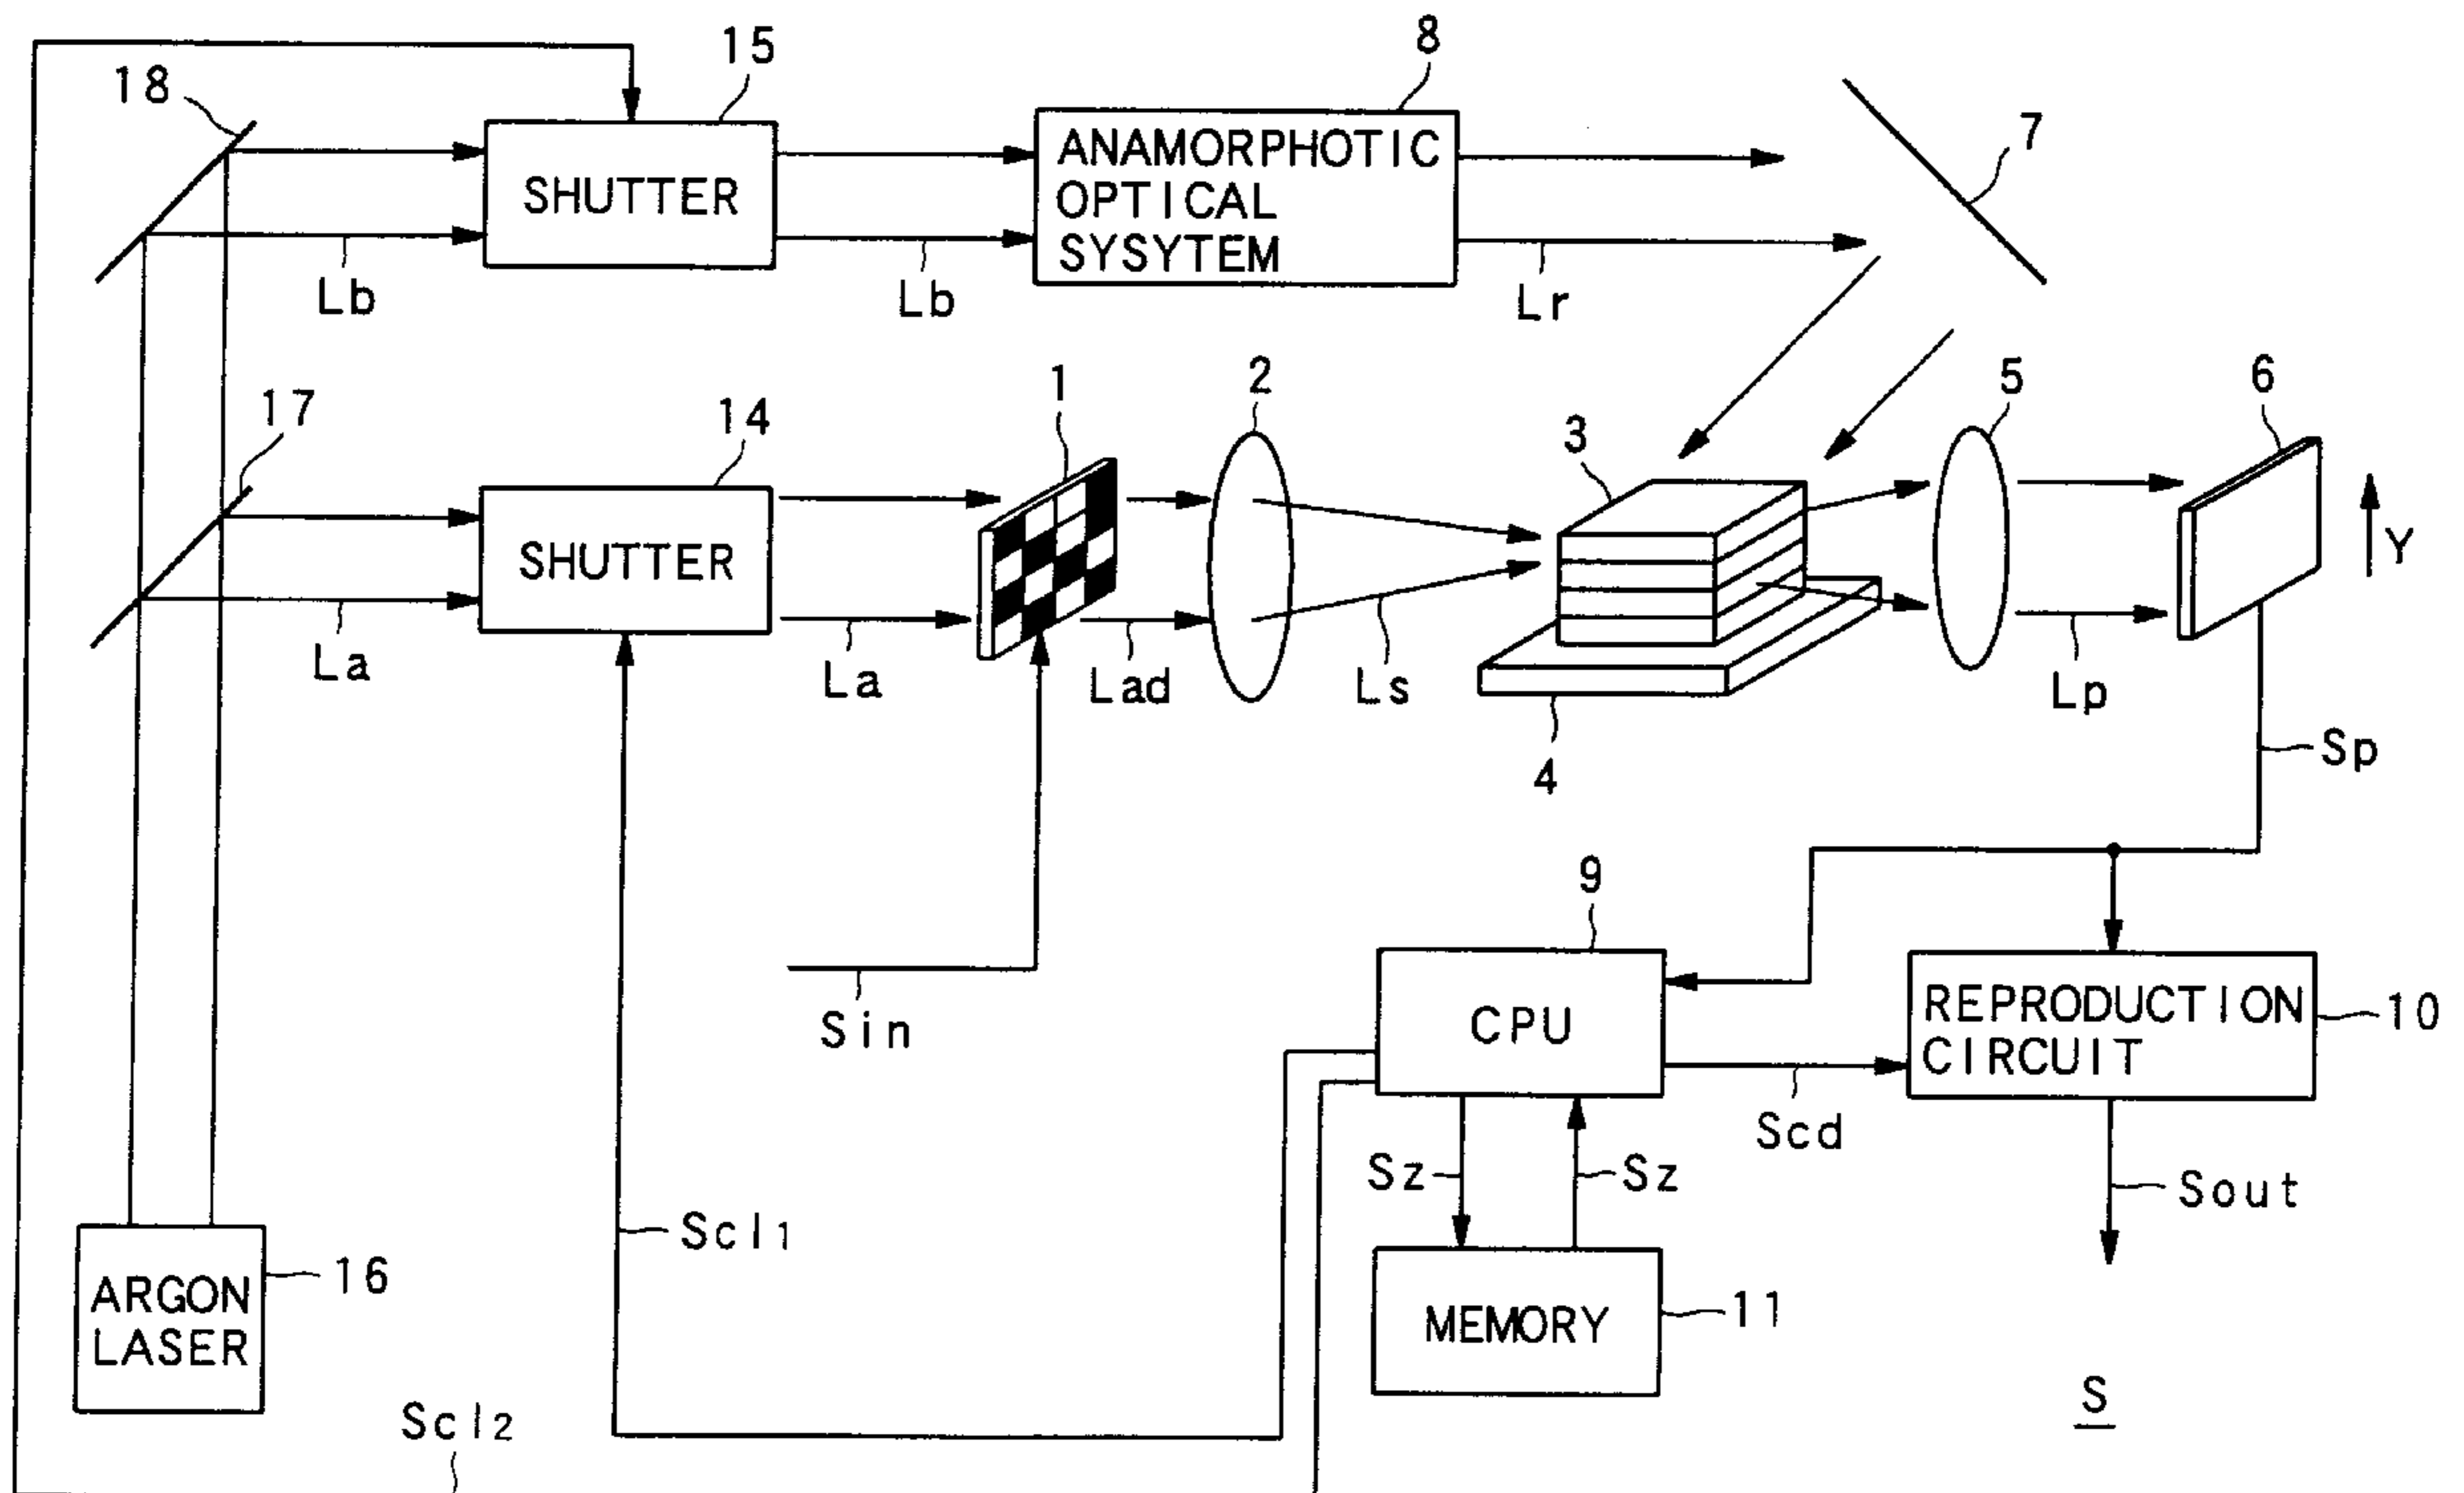 8
15
18
7
SHUTTER
ANAMORPHOTIC
OPTICAL
SYSYTEM
Lb
Lb
Lr
1
2
5
6
17
14
3
SHUTTER
Y
La
La
Lad
Ls
Lp
4
Sp
9
Sin
CPU
REPRODUCTION
CIRCUIT
10
Scd
Sz
Sz
Sout
Scl1
16
ARGON
LASER
MEMORY
11
S
Scl2